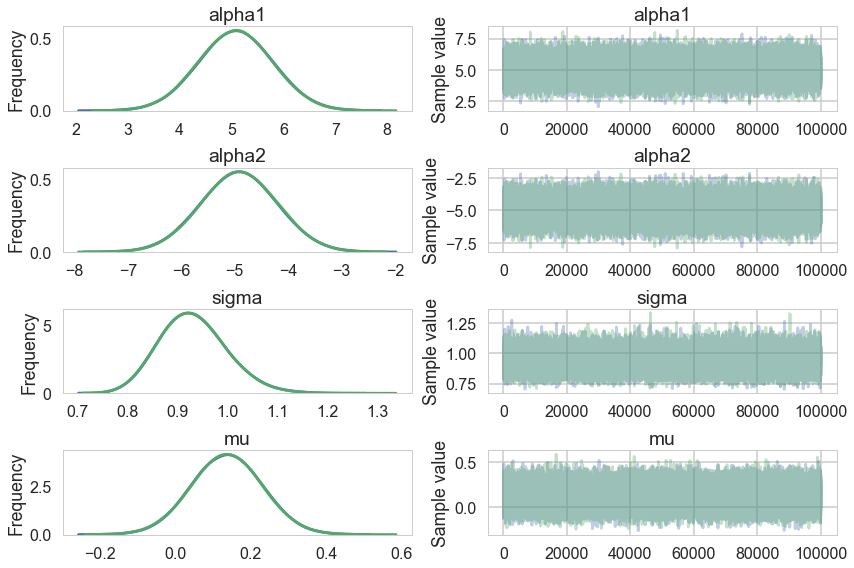 alpha1
Frequency
0.5
0.0
2 3 4 5 6 7 8
alpha1
Sample value
7.5
5.0
2.5
0 20000 40000 60000 80000 100000
alpha2
Frequency
0.5
0.0
−8 −7 −6 −5 −4 −3 −2
alpha2
Sample value
−2.5
−5.0
−7.5
0 20000 40000 60000 80000 100000
sigma
Frequency
5
0
0.7 0.8 0.9 1.0 1.1 1.2 1.3
sigma
Sample value
1.25
1.00
0.75
0 20000 40000 60000 80000 100000
mu
Frequency
2.5
0.0
−0.2 0.0 0.2 0.4 0.6
mu
Sample value
0.5
0.0
0 20000 40000 60000 80000 100000